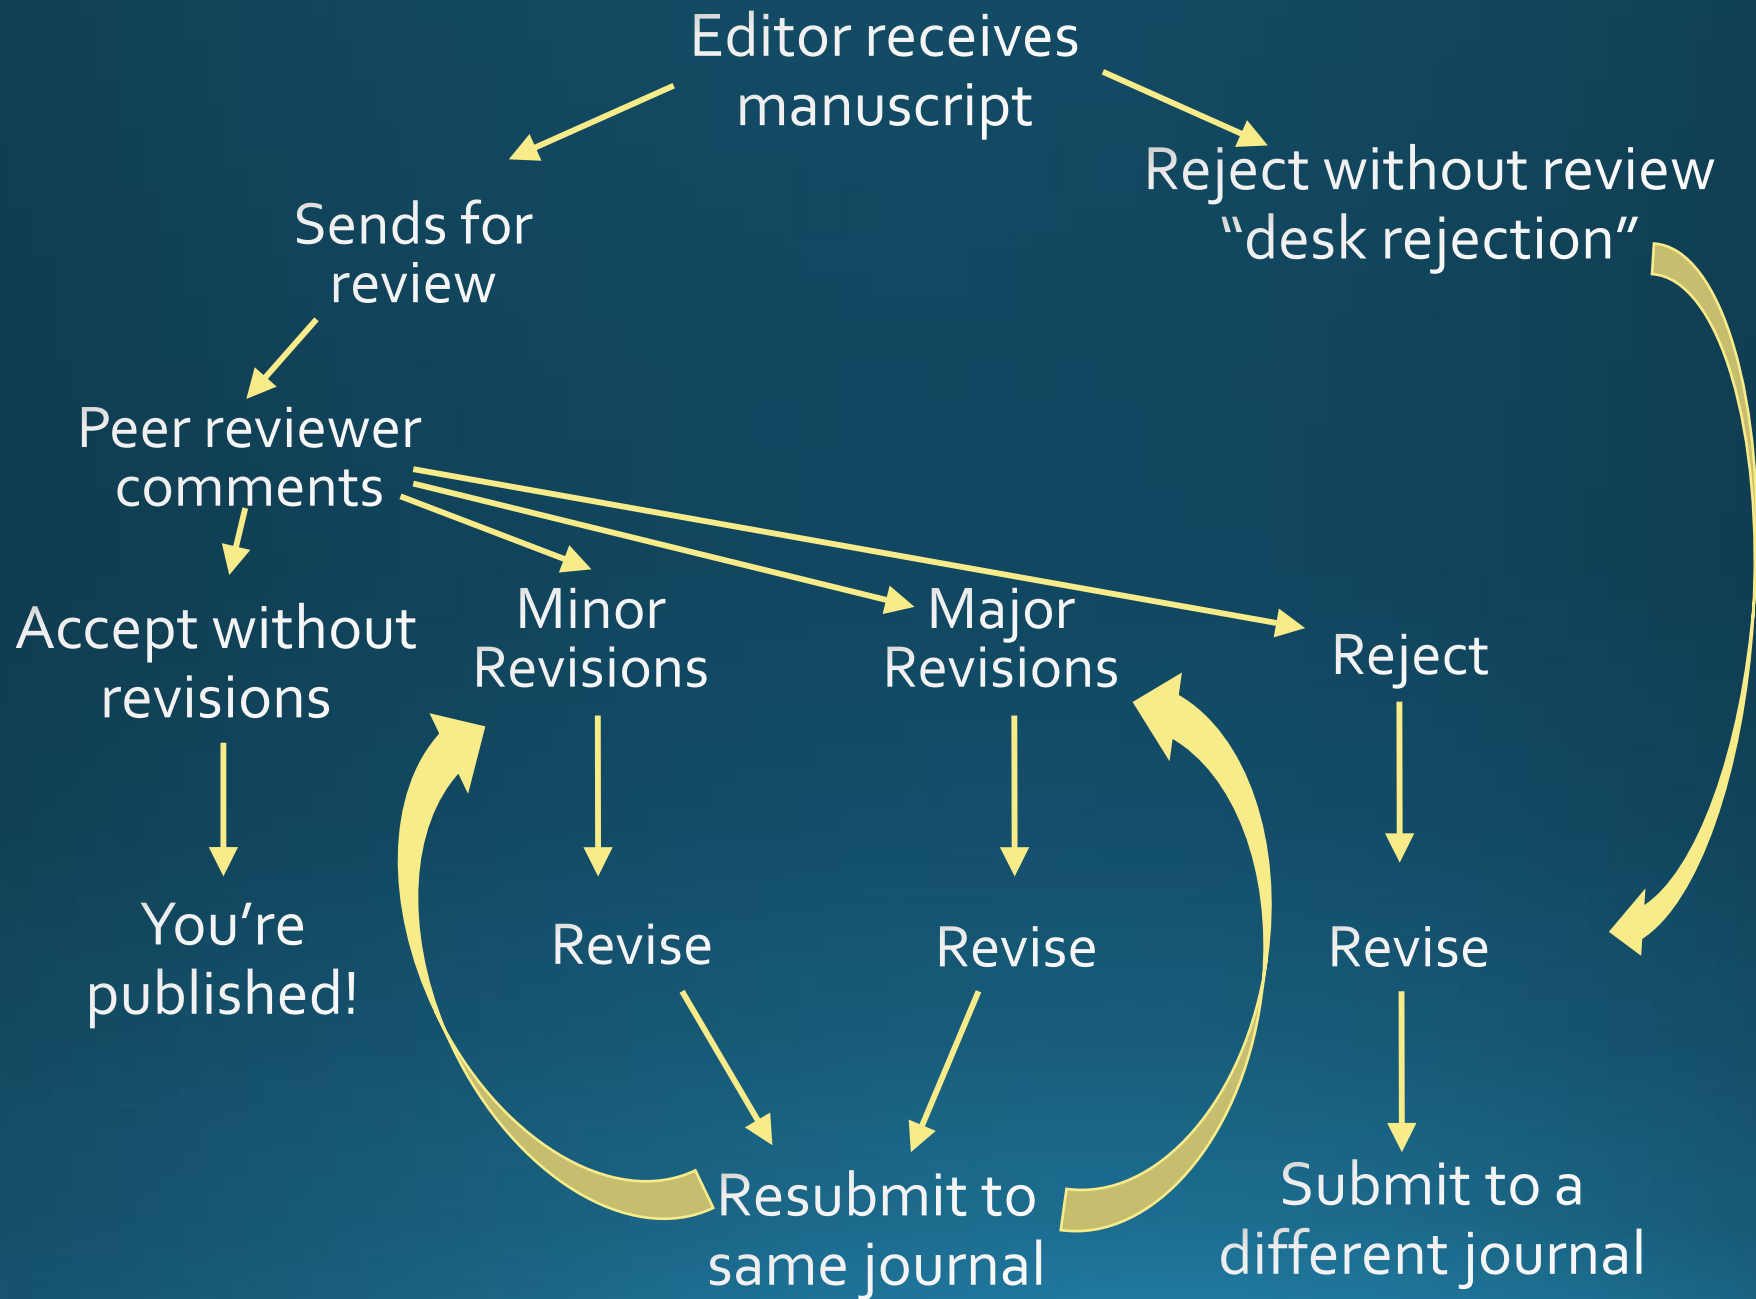 Editor receives
manuscript
Reject without review
“desk rejection”
Sends for
review
Peer reviewer
comments
Accept without
revisions
Minor
Revisions
Major
Revisions
Reject
You’re
published!
Revise
Revise
Revise
Resubmit to
same journal
Submit to a
different journal